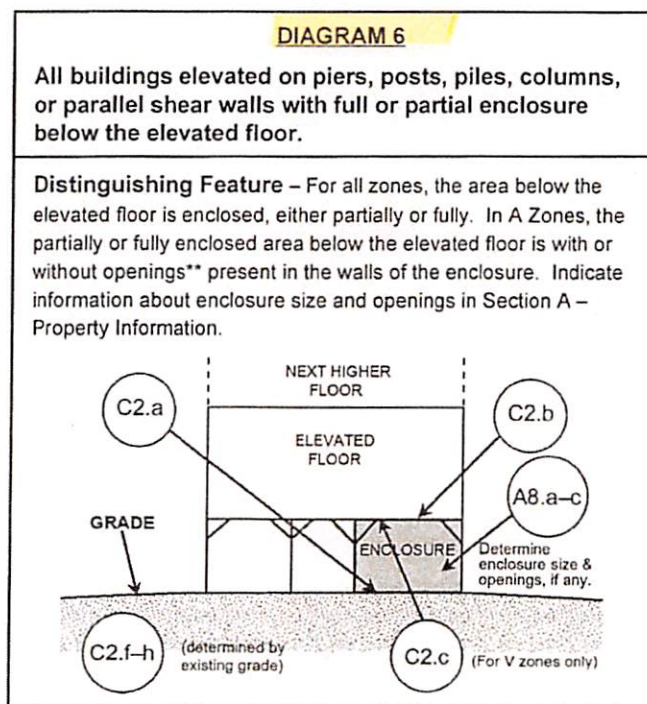 DIAGRAM 6
All buildings elevated on piers, posts, piles, columns,
or parallel shear walls with full or partial enclosure
below the elevated floor.
Distinguishing Feature – For all zones, the area below the
elevated floor is enclosed, either partially or fully. In A Zones, the
partially or fully enclosed area below the elevated floor is with or
without openings** present in the walls of the enclosure. Indicate
information about enclosure size and openings in Section A –
Property Information.
NEXT HIGHER
FLOOR
C2.a
C2.b
ELEVATED
FLOOR
A8.a–c
GRADE
ENCLOSURE
Determine
enclosure size &
openings, if any.
C2.f–h
(determined by
existing grade)
C2.c
(For V zones only)